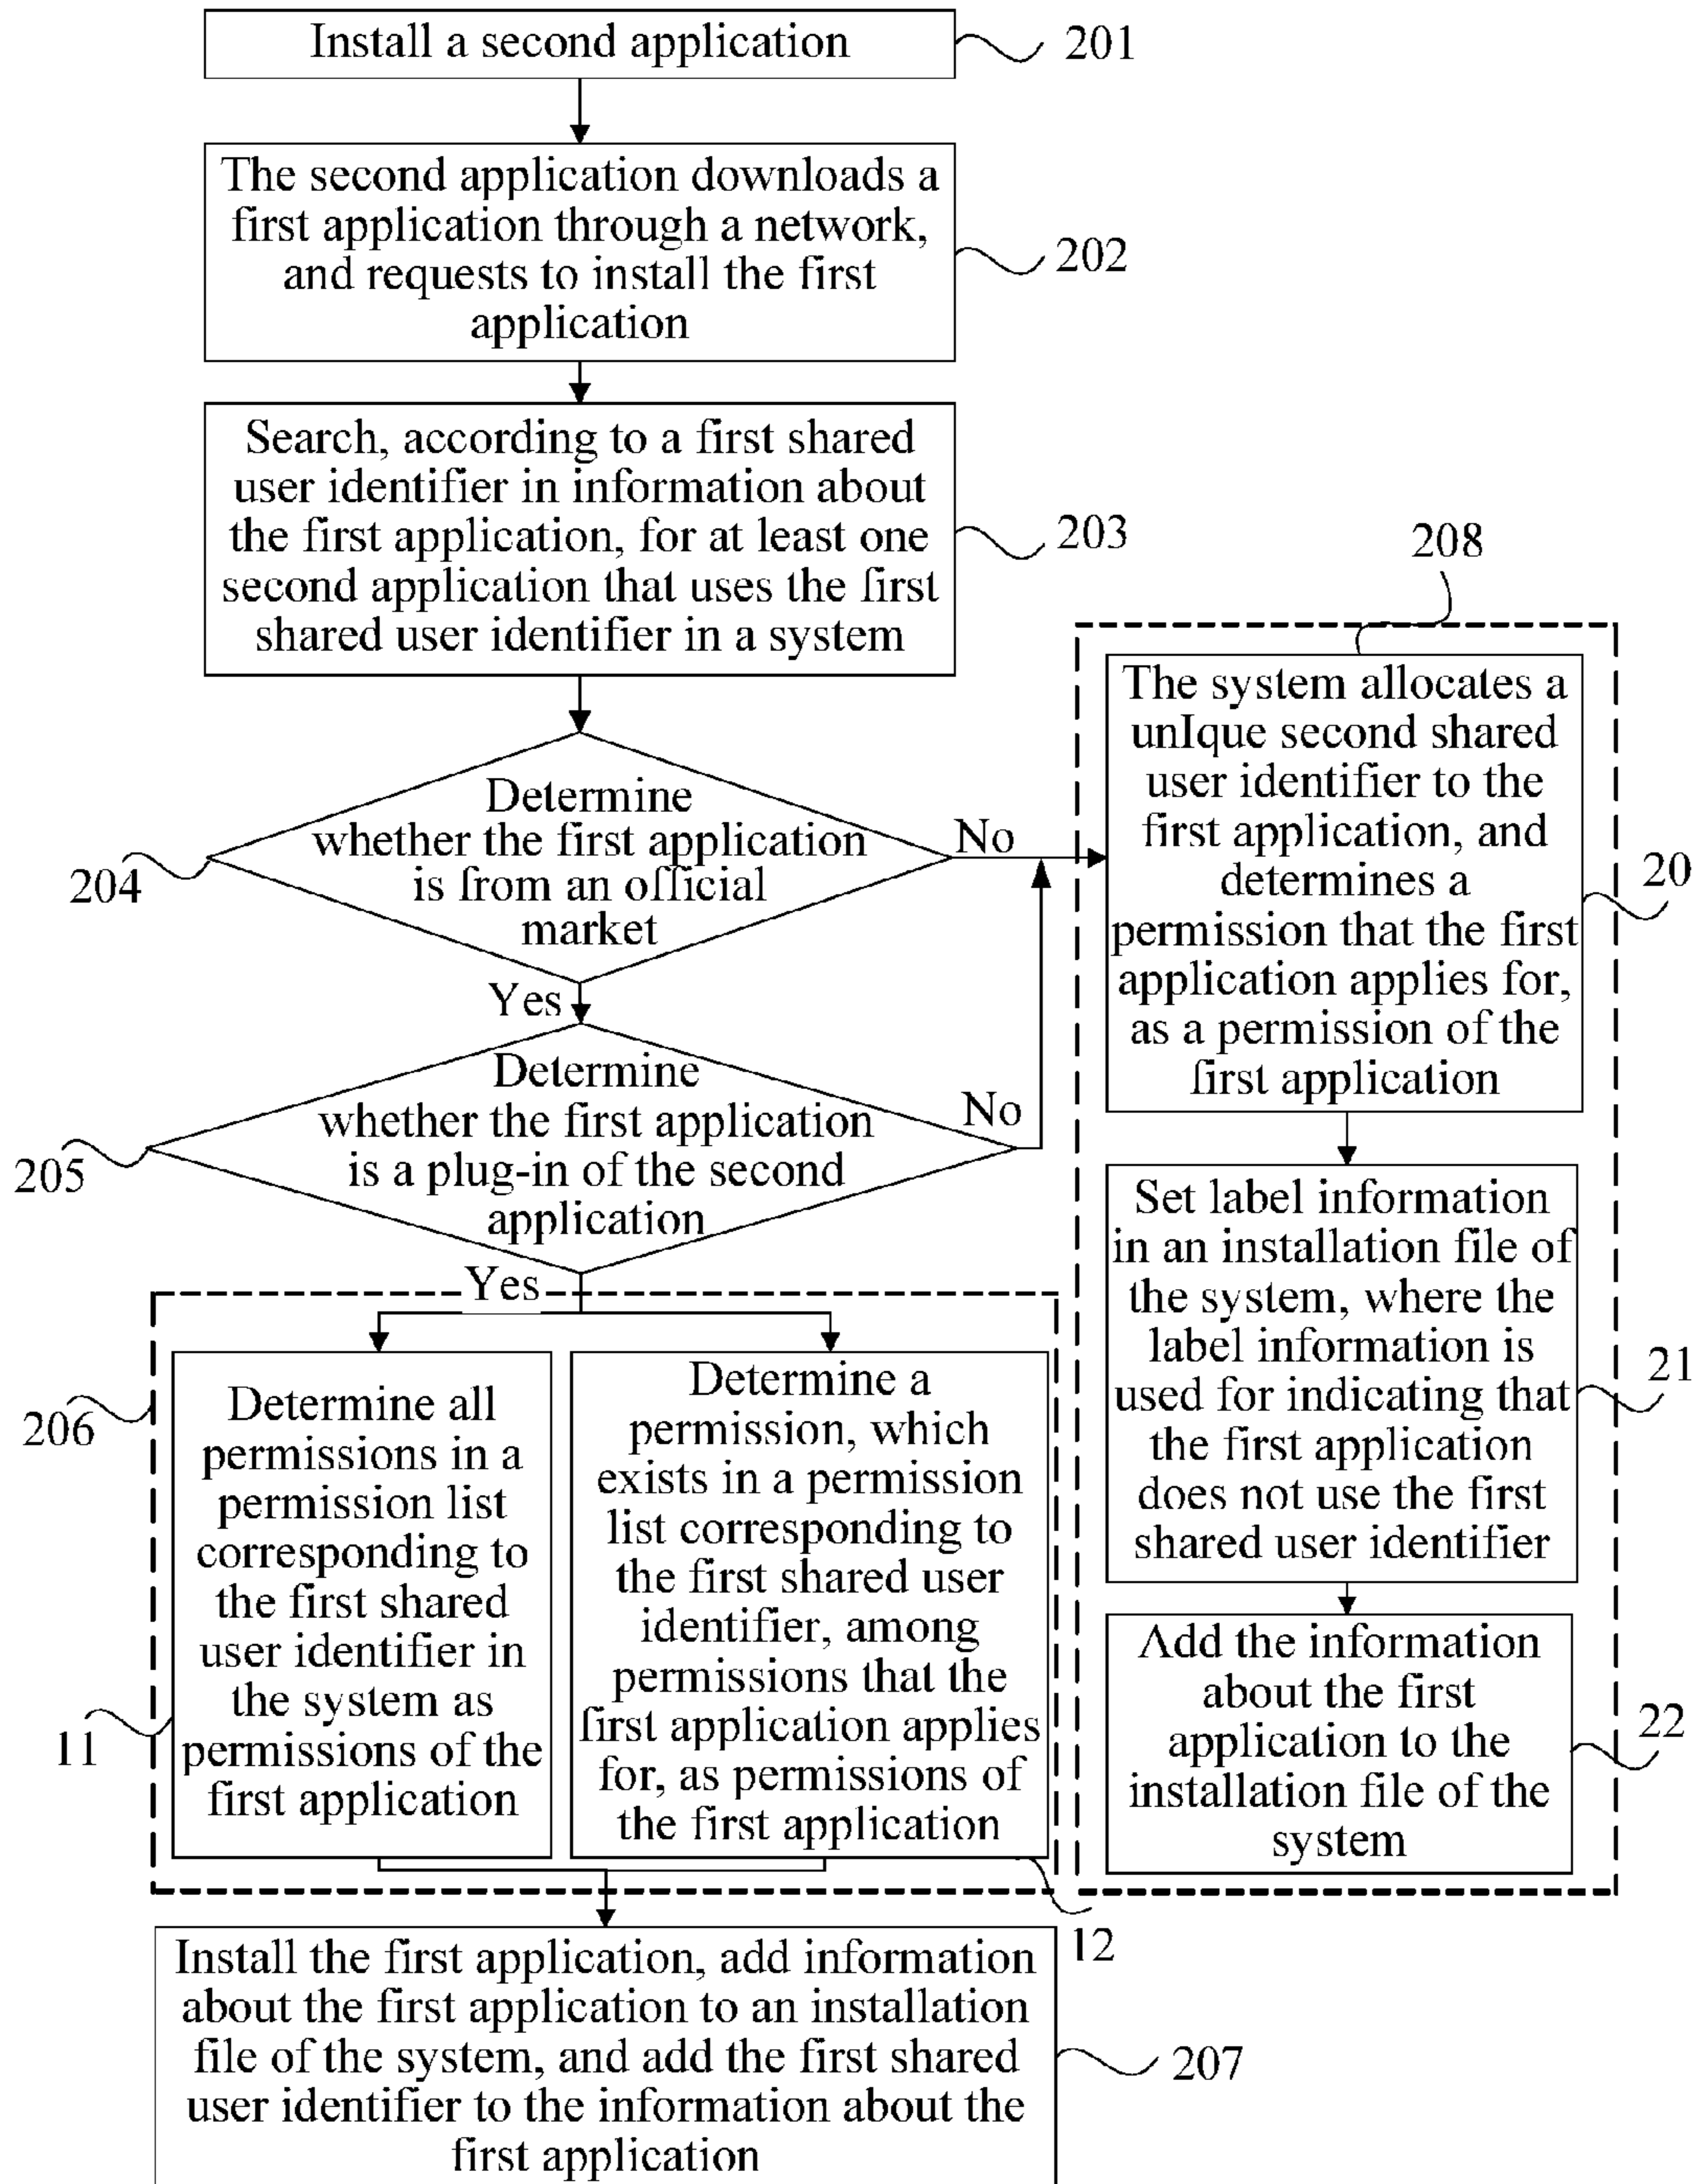 Install a second application
201
The second application downloads a
first application through a network,
and requests to install the first
application
202
Search, according to a first shared
user identifier in information about
the first application, for at least one
second application that uses the first
shared user identifier in a system
203
Determine
whether the first application
is from an official
market
204
No
Yes
Determine
whether the first application
is a plug-in of the second
application
205
No
Yes
206
Determine all
permissions in a
permission list
corresponding to
the first shared
user identifier in
the system as
permissions of the
first application
11
Determine a
permission, which
exists in a permission
list corresponding to
the first shared user
identifier, among
permissions that the
first application applies
for, as permissions of
the first application
12
Install the first application, add information
about the first application to an installation
file of the system, and add the first shared
user identifier to the information about the
first application
207
208
The system allocates a
unIque second shared
user identifier to the
first application, and
determines a
permission that the first
application applies for,
as a permission of the
first application
20
Set label information
in an installation file of
the system, where the
label information is
used for indicating that
the first application
does not use the first
shared user identifier
21
Add the information
about the first
application to the
installation file of the
system
22